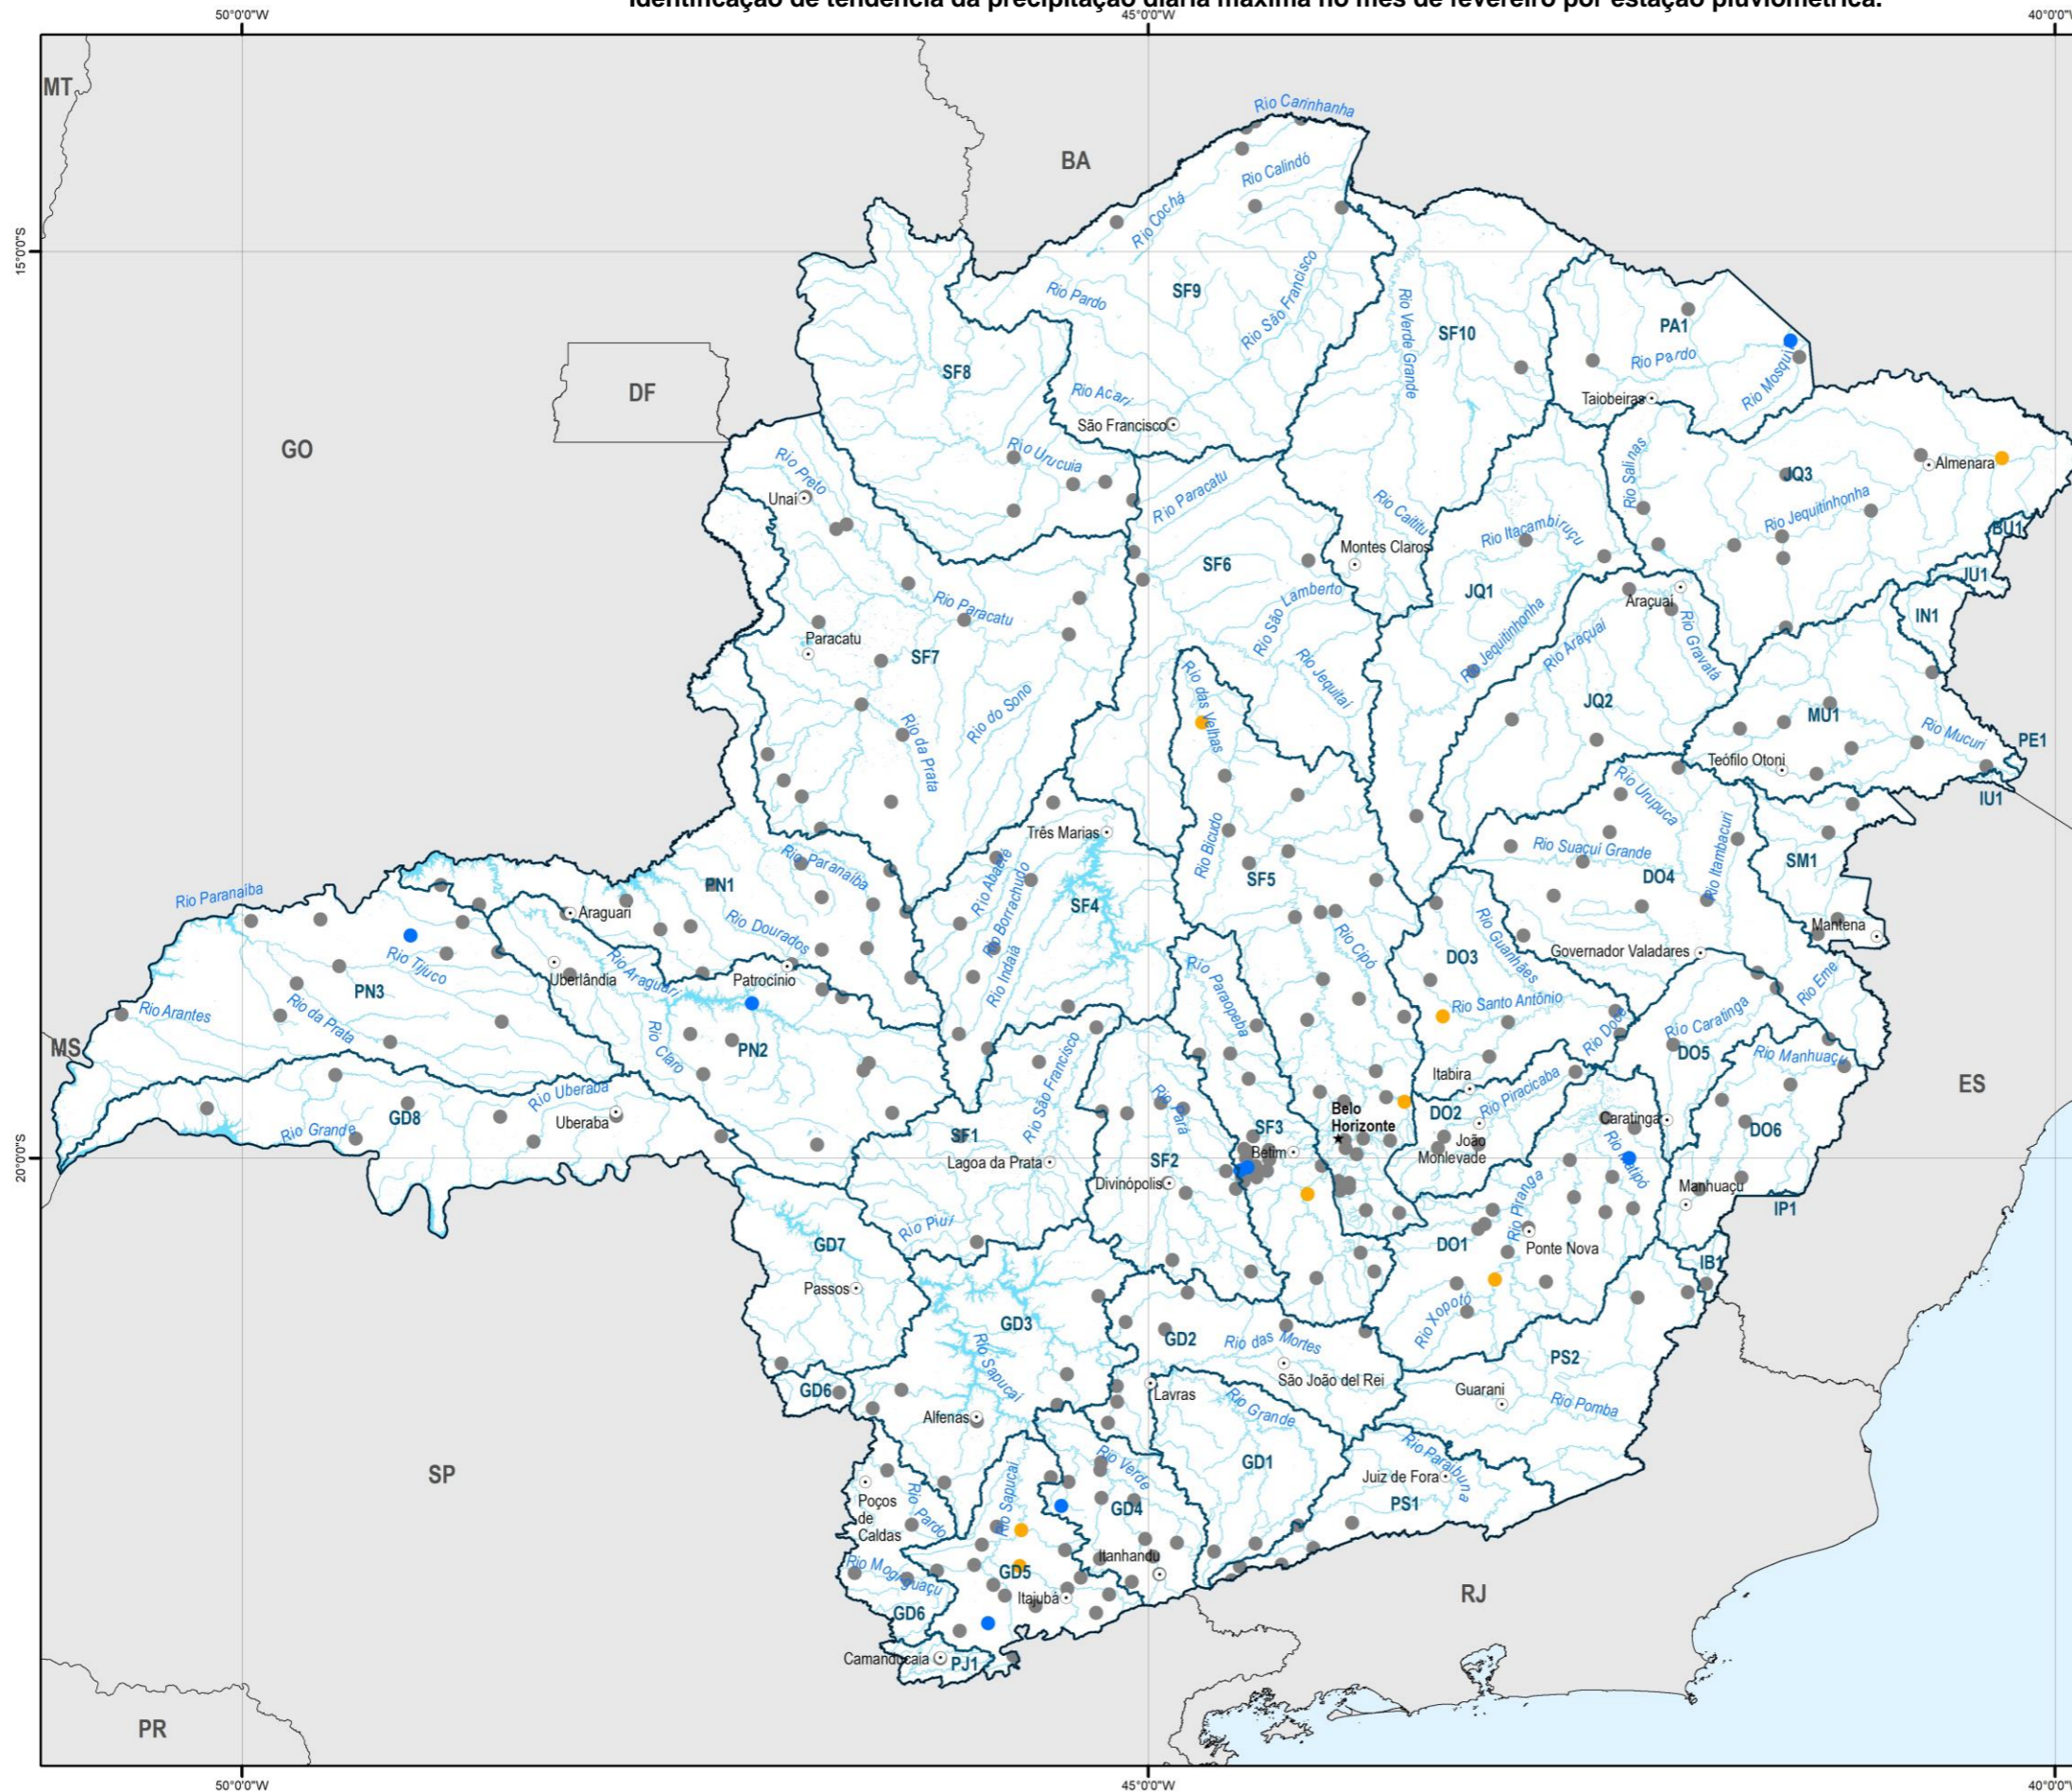 Identificação de tendência da precipitação diária máxima no mês de fevereiro por estação pluviométrica.
50°0'0"W
45°0'0"W
40°0'0"W
MT
BA
Rio Carinhanha
Rio Calindó
Rio Cochá
15°0'0"S
Rio Pardo
SF9
Rio São Francisco
Rio Verde Grande
SF10
PA1
Rio Pardo
Rio Mosqui
SF8
DF
Rio Acari
São Francisco
Taiobeiras
GO
Rio Urucuia
Rio Preto
Unaí
Rio Paracatu
Rio Caititu
Rio Salinas
JQ3
Almenara
Rio Jequitinhonha
Rio Itacambiruçu
BU1
Montes Claros
SF6
JU1
JQ1
Araçuaí
Rio Paracatu
Rio São Lamberto
IN1
Paracatu
SF7
Rio Jequitinhonha
Rio Araçuaí
Rio Gravatá
Rio das Velhas
Rio Jequitaí
JQ2
MU1
Rio do Sono
Rio da Prata
Rio Mucuri
PE1
Teófilo Otoni
IU1
Rio Urupuca
Três Marias
Rio Bicudo
Rio Suaçuí Grande
Rio Itambacuri
SM1
Rio Paranaíba
Rio Abaeté
Rio Borrachudo
SF5
DO4
PN1
SF4
Rio Paranaíba
Araguari
Rio Dourados
Mantena
Rio Cipó
DO3
Rio Guanhães
Governador Valadares
Rio Tijuco
Uberlândia
Rio Araguari
Patrocínio
Rio Indaiá
Rio Paraopeba
Rio Eme
PN3
Rio Arantes
Rio da Prata
Rio Santo Antônio
Rio Doce
Rio Caratinga
MS
Rio Claro
PN2
Rio São Francisco
DO5
Rio Manhuaçu
ES
Itabira
Rio Piracicaba
GD8
Rio Uberaba
Uberaba
Rio Grande
Rio Pará
Belo
Horizonte
DO2
Caratinga
DO6
SF1
SF3
João
Monlevade
Betim
20°0'0"S
Lagoa da Prata
SF2
Divinópolis
Rio Matipó
Manhuaçu
IP1
Rio Piranga
Rio Piuí
GD7
DO1
Ponte Nova
IB1
Passos
GD3
Rio Xopotó
GD2
Rio das Mortes
PS2
Rio Sapucaí
São João del Rei
GD6
Lavras
Guarani
Alfenas
Rio Grande
Rio Pomba
SP
GD1
Rio Paraibuna
Juiz de Fora
Rio Verde
Rio Sapucaí
PS1
Poços
de
Caldas
Rio Pardo
GD4
Itanhandu
Rio Mogi-guaçu
GD5
Itajubá
RJ
GD6
Camanducaia
PJ1
PR
50°0'0"W
45°0'0"W
40°0'0"W